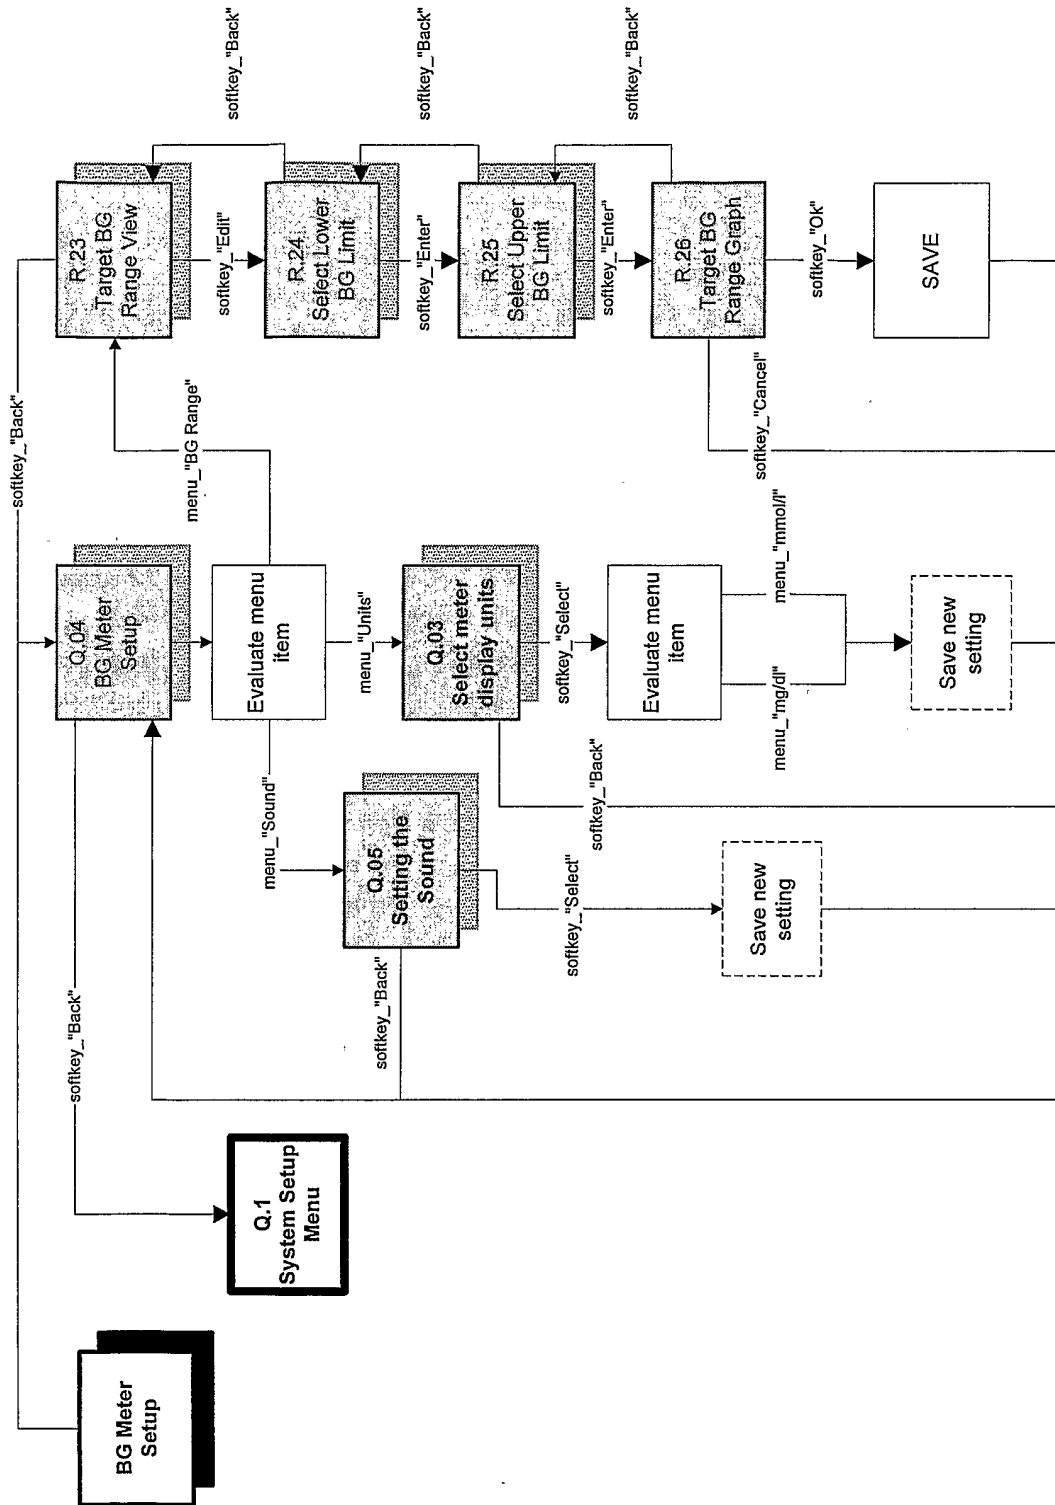 BG Meter
Setup
Q.1
System Setup
Menu
softkey_"Back"
softkey_"Back"
Q.04
BG Meter
Setup
Evaluate menu
item
menu_"Sound"
menu_"Units"
menu_"BG Range"
Q.05
Setting the
Sound
softkey_"Back"
softkey_"Select"
Save new
setting
Q.03
Select meter
display units
softkey_"Back"
softkey_"Select"
Evaluate menu
item
menu_"mg/dl"
menu_"mmol/l"
Save new
setting
R.23
Target BG
Range View
softkey_"Edit"
softkey_"Back"
R.24
Select Lower
BG Limit
softkey_"Enter"
softkey_"Back"
R.25
Select Upper
BG Limit
softkey_"Enter"
softkey_"Back"
R.26
Target BG
Range Graph
softkey_"Cancel"
softkey_"Ok"
SAVE